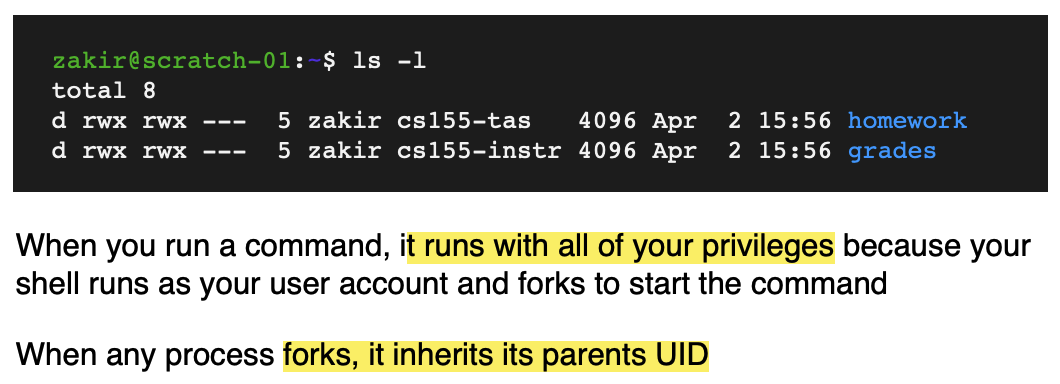 zakir@scratch-01:~$ ls -l
total 8
d rwx rwx ---  5 zakir cs155-tas   4096 Apr  2 15:56 homework
d rwx rwx ---  5 zakir cs155-instr 4096 Apr  2 15:56 grades
When you run a command, it runs with all of your privileges because your
shell runs as your user account and forks to start the command
When any process forks, it inherits its parents UID